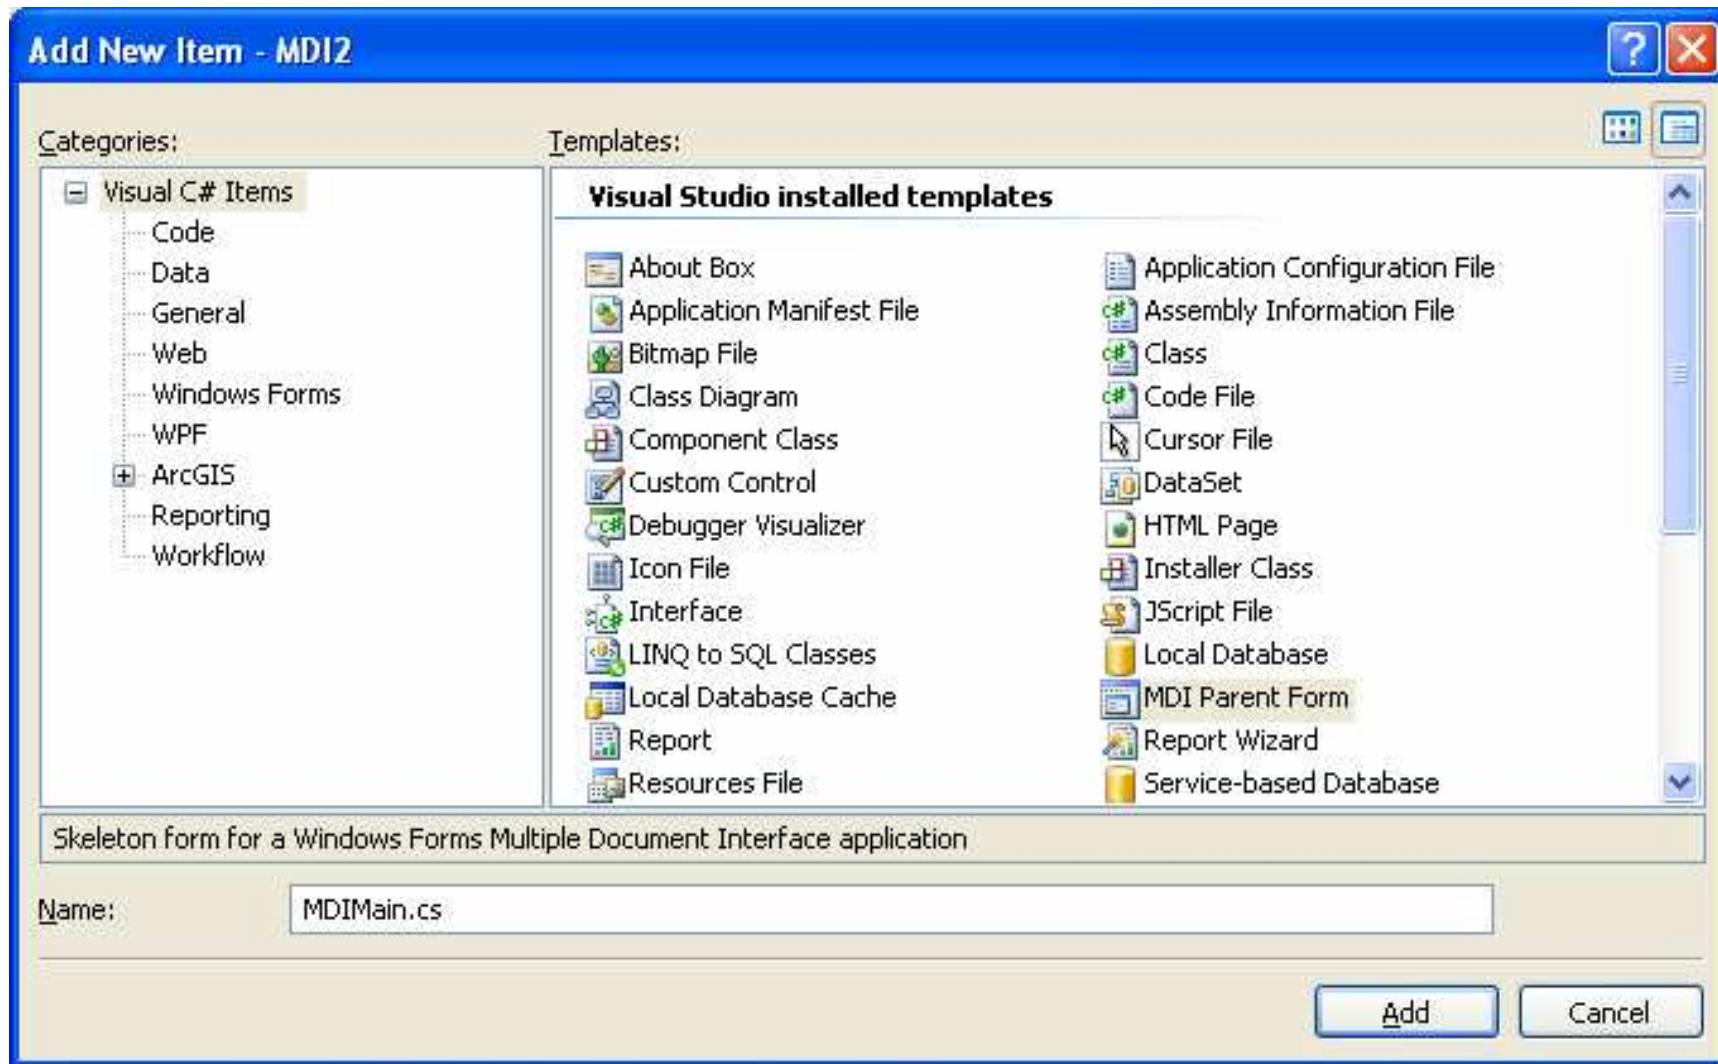 Add New Item - MDI2
Categories:
Templates:
Visual C# Items
Code
Data
General
Web
Windows Forms
WPF
ArcGIS
Reporting
Workflow
Visual Studio installed templates
About Box
Application Configuration File
Application Manifest File
Assembly Information File
Bitmap File
Class
Class Diagram
Code File
Component Class
Cursor File
Custom Control
DataSet
Debugger Visualizer
HTML Page
Icon File
Installer Class
Interface
JScript File
LINQ to SQL Classes
Local Database
Local Database Cache
MDI Parent Form
Report
Report Wizard
Resources File
Service-based Database
Skeleton form for a Windows Forms Multiple Document Interface application
Name:
MDIMain.cs
Add
Cancel